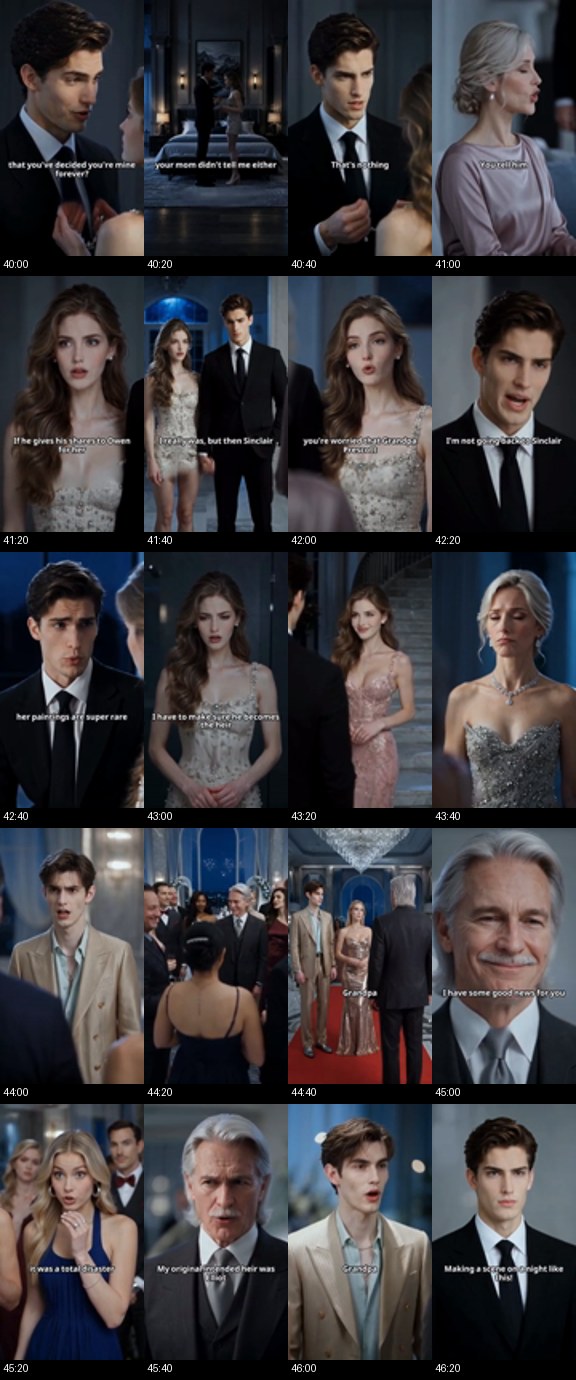 that you've decided you're mine
forever?
your mom didn't tell me either
That's nothing
You tell him
40:00
40:20
40:40
41:00
If he gives his shares to Owen
for her
I really was, but then Sinclair
you're worried that Grandpa
Prescott
I'm not going back to Sinclair
41:20
41:40
42:00
42:20
her paintings are super rare
I have to make sure he becomes
the heir
42:40
43:00
43:20
43:40
Grandpa
I have some good news for you
44:00
44:20
44:40
45:00
it was a total disaster
My original intended heir was
Elliot
Grandpa
Making a scene on a night like
this!
45:20
45:40
46:00
46:20